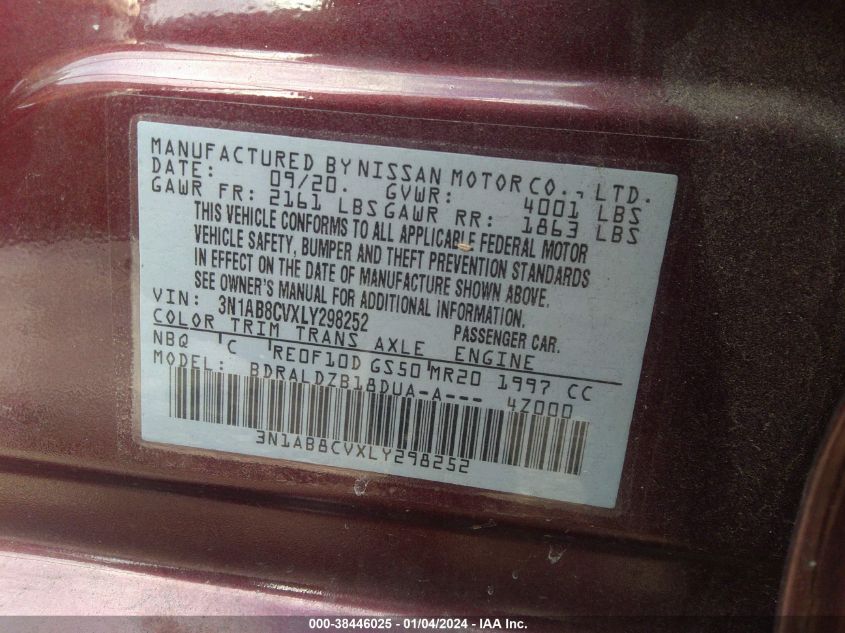 MANUFACTURED BY NISSAN MOTOR CO., LTD.
DATE: 09/20. GVWR: 4001 LBS
GAWR FR: 2161 LBS GAWR RR: 1863 LBS
THIS VEHICLE CONFORMS TO ALL APPLICABLE FEDERAL MOTOR
VEHICLE SAFETY, BUMPER AND THEFT PREVENTION STANDARDS
IN EFFECT ON THE DATE OF MANUFACTURE SHOWN ABOVE.
SEE OWNER'S MANUAL FOR ADDITIONAL INFORMATION.
VIN: 3N1AB8CVXLY298252 PASSENGER CAR.
COLOR TRIM TRANS AXLE ENGINE
NBQ C RE0F10D GS50 MR20 1997 CC
MODEL: BDRALDZB18DUA-A--- 4Z000
3N1AB8CVXLY298252
000-38446025 - 01/04/2024 - IAA Inc.